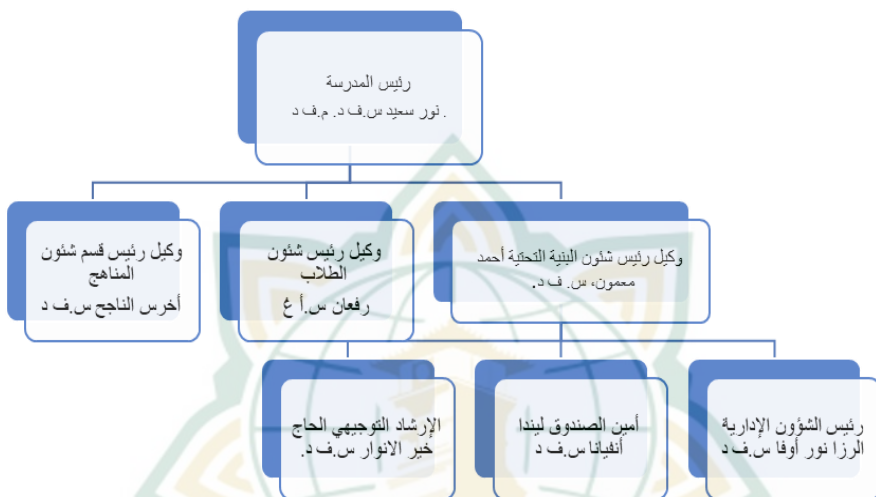 رئيس المدرسة
. نور سعيد س.ف د. م.ف د
وكيل رئيس شئون البنية التحتية أحمد
معمون، س. ف د.
وكيل رئيس شئون
الطلاب
رفعان س.أ غ
وكيل رئيس قسم شئون
المناهج
أخرس الناجح س.ف د
رئيس الشؤون الإدارية
الرزا نور أوفا س.ف د
أمين الصندوق ليندا
أنفيانا س.ف د
الإرشاد التوجيهي الحاج
خير الانوار س.ف د.